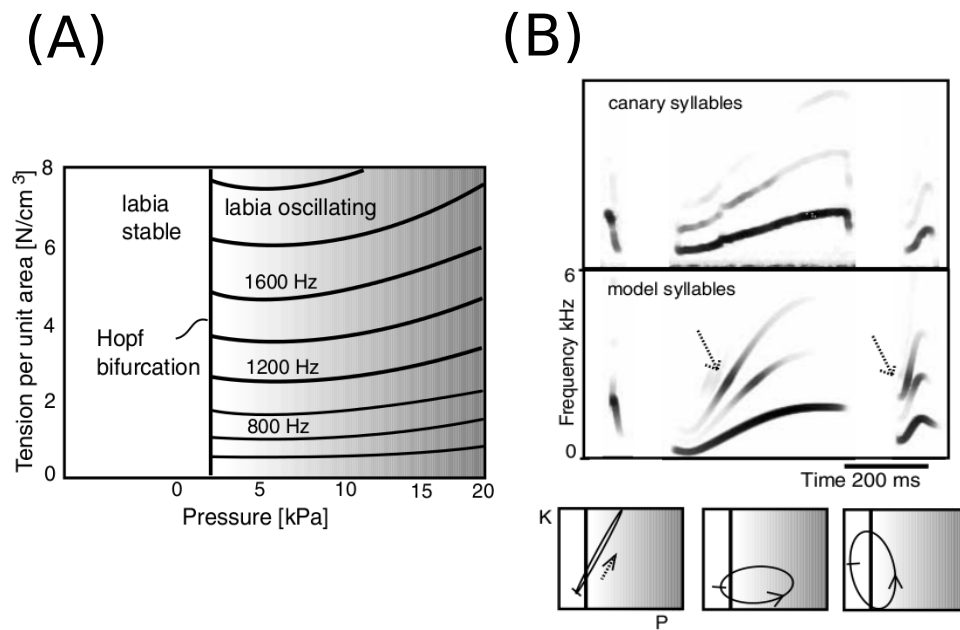 (A)
(B)
8
6
4
2
0
Tension per unit area [N/cm³]
labia
stable
labia oscillating
1600 Hz
Hopf
bifurcation
1200 Hz
800 Hz
0
5
10
15
20
Pressure [kPa]
canary syllables
6
model syllables
Frequency kHz
0
Time 200 ms
K
P